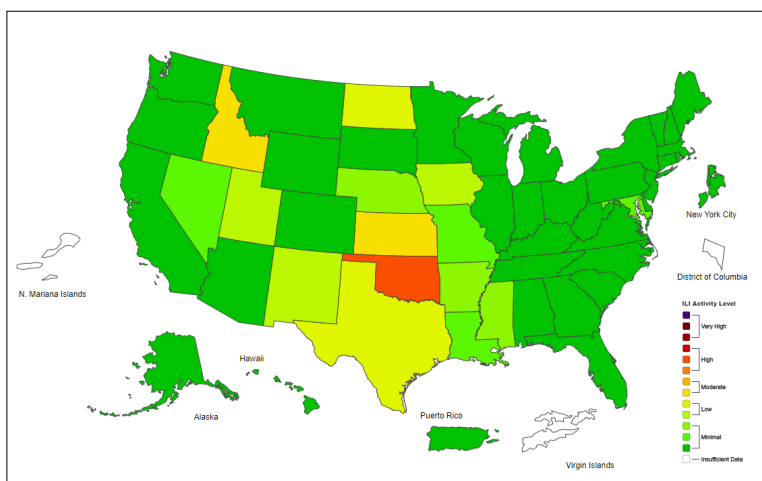 New York City
District of Columbia
N. Mariana Islands
ILI Activity Level
Very High
High
Moderate
Low
Minimal
Insufficient Data
Hawaii
Alaska
Puerto Rico
Virgin Islands